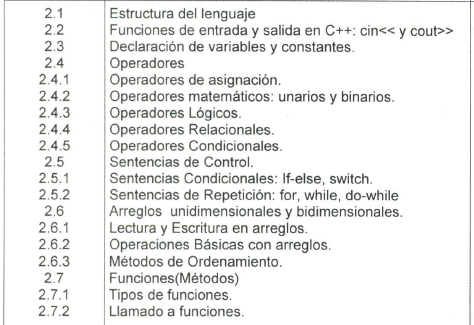 2.1 Estructura del lenguaje
2.2 Funciones de entrada y salida en C++: cin<< y cout>>
2.3 Declaración de variables y constantes.
2.4 Operadores
2.4.1 Operadores de asignación.
2.4.2 Operadores matemáticos: unarios y binarios.
2.4.3 Operadores Lógicos.
2.4.4 Operadores Relacionales.
2.4.5 Operadores Condicionales.
2.5 Sentencias de Control.
2.5.1 Sentencias Condicionales: If-else, switch.
2.5.2 Sentencias de Repetición: for, while, do-while
2.6 Arreglos unidimensionales y bidimensionales.
2.6.1 Lectura y Escritura en arreglos.
2.6.2 Operaciones Básicas con arreglos.
2.6.3 Métodos de Ordenamiento.
2.7 Funciones(Métodos)
2.7.1 Tipos de funciones.
2.7.2 Llamado a funciones.